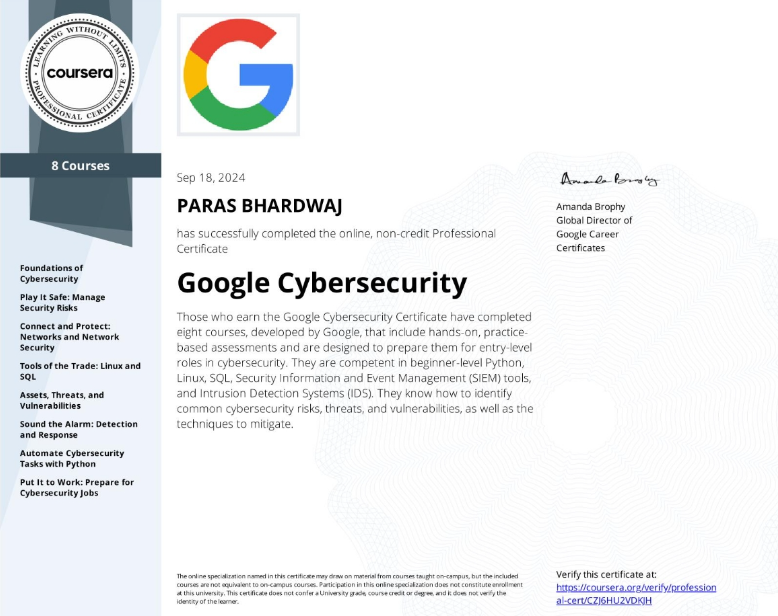 LEARNING WITHOUT LIMITS
coursera
PROFESSIONAL CERTIFICATE
8 Courses
Foundations of
Cybersecurity
Play It Safe: Manage
Security Risks
Connect and Protect:
Networks and Network
Security
Tools of the Trade: Linux and
SQL
Assets, Threats, and
Vulnerabilities
Sound the Alarm: Detection
and Response
Automate Cybersecurity
Tasks with Python
Put It to Work: Prepare for
Cybersecurity Jobs
Sep 18, 2024
PARAS BHARDWAJ
has successfully completed the online, non-credit Professional
Certificate
Google Cybersecurity
Those who earn the Google Cybersecurity Certificate have completed
eight courses, developed by Google, that include hands-on, practice-
based assessments and are designed to prepare them for entry-level
roles in cybersecurity. They are competent in beginner-level Python,
Linux, SQL, Security Information and Event Management (SIEM) tools,
and Intrusion Detection Systems (IDS). They know how to identify
common cybersecurity risks, threats, and vulnerabilities, as well as the
techniques to mitigate.
Amanda Brophy
Amanda Brophy
Global Director of
Google Career
Certificates
The online specialization named in this certificate may draw on material from courses taught on-campus, but the included
courses are not equivalent to on-campus courses. Participation in this online specialization does not constitute enrollment
at this university. This certificate does not confer a University grade, course credit or degree, and it does not verify the
identity of the learner.
Verify this certificate at:
https://coursera.org/verify/profession
al-cert/CZJ6HU2VDKJH